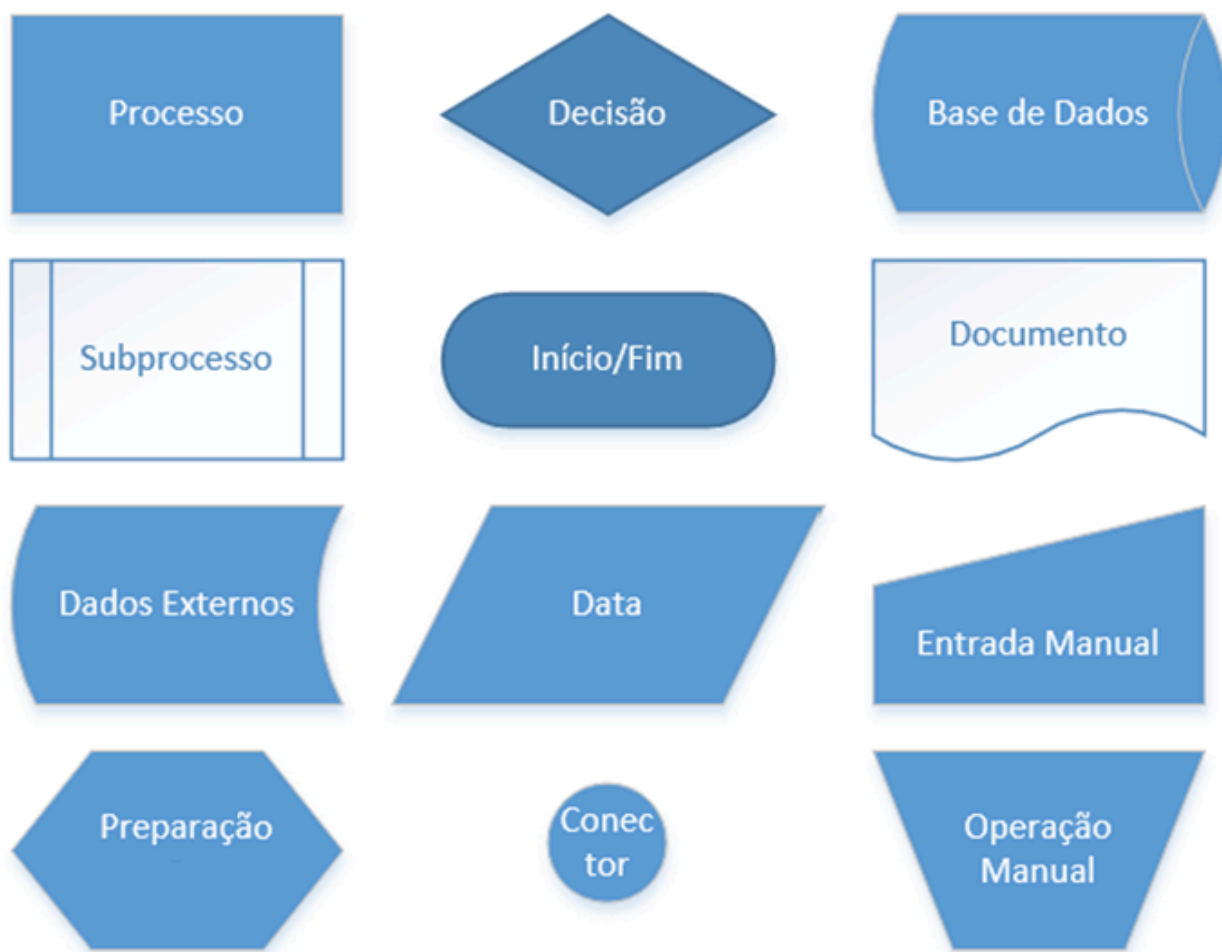 Processo
Decisão
Base de Dados
Subprocesso
Início/Fim
Documento
Dados Externos
Data
Entrada Manual
Preparação
Conec
tor
Operação
Manual